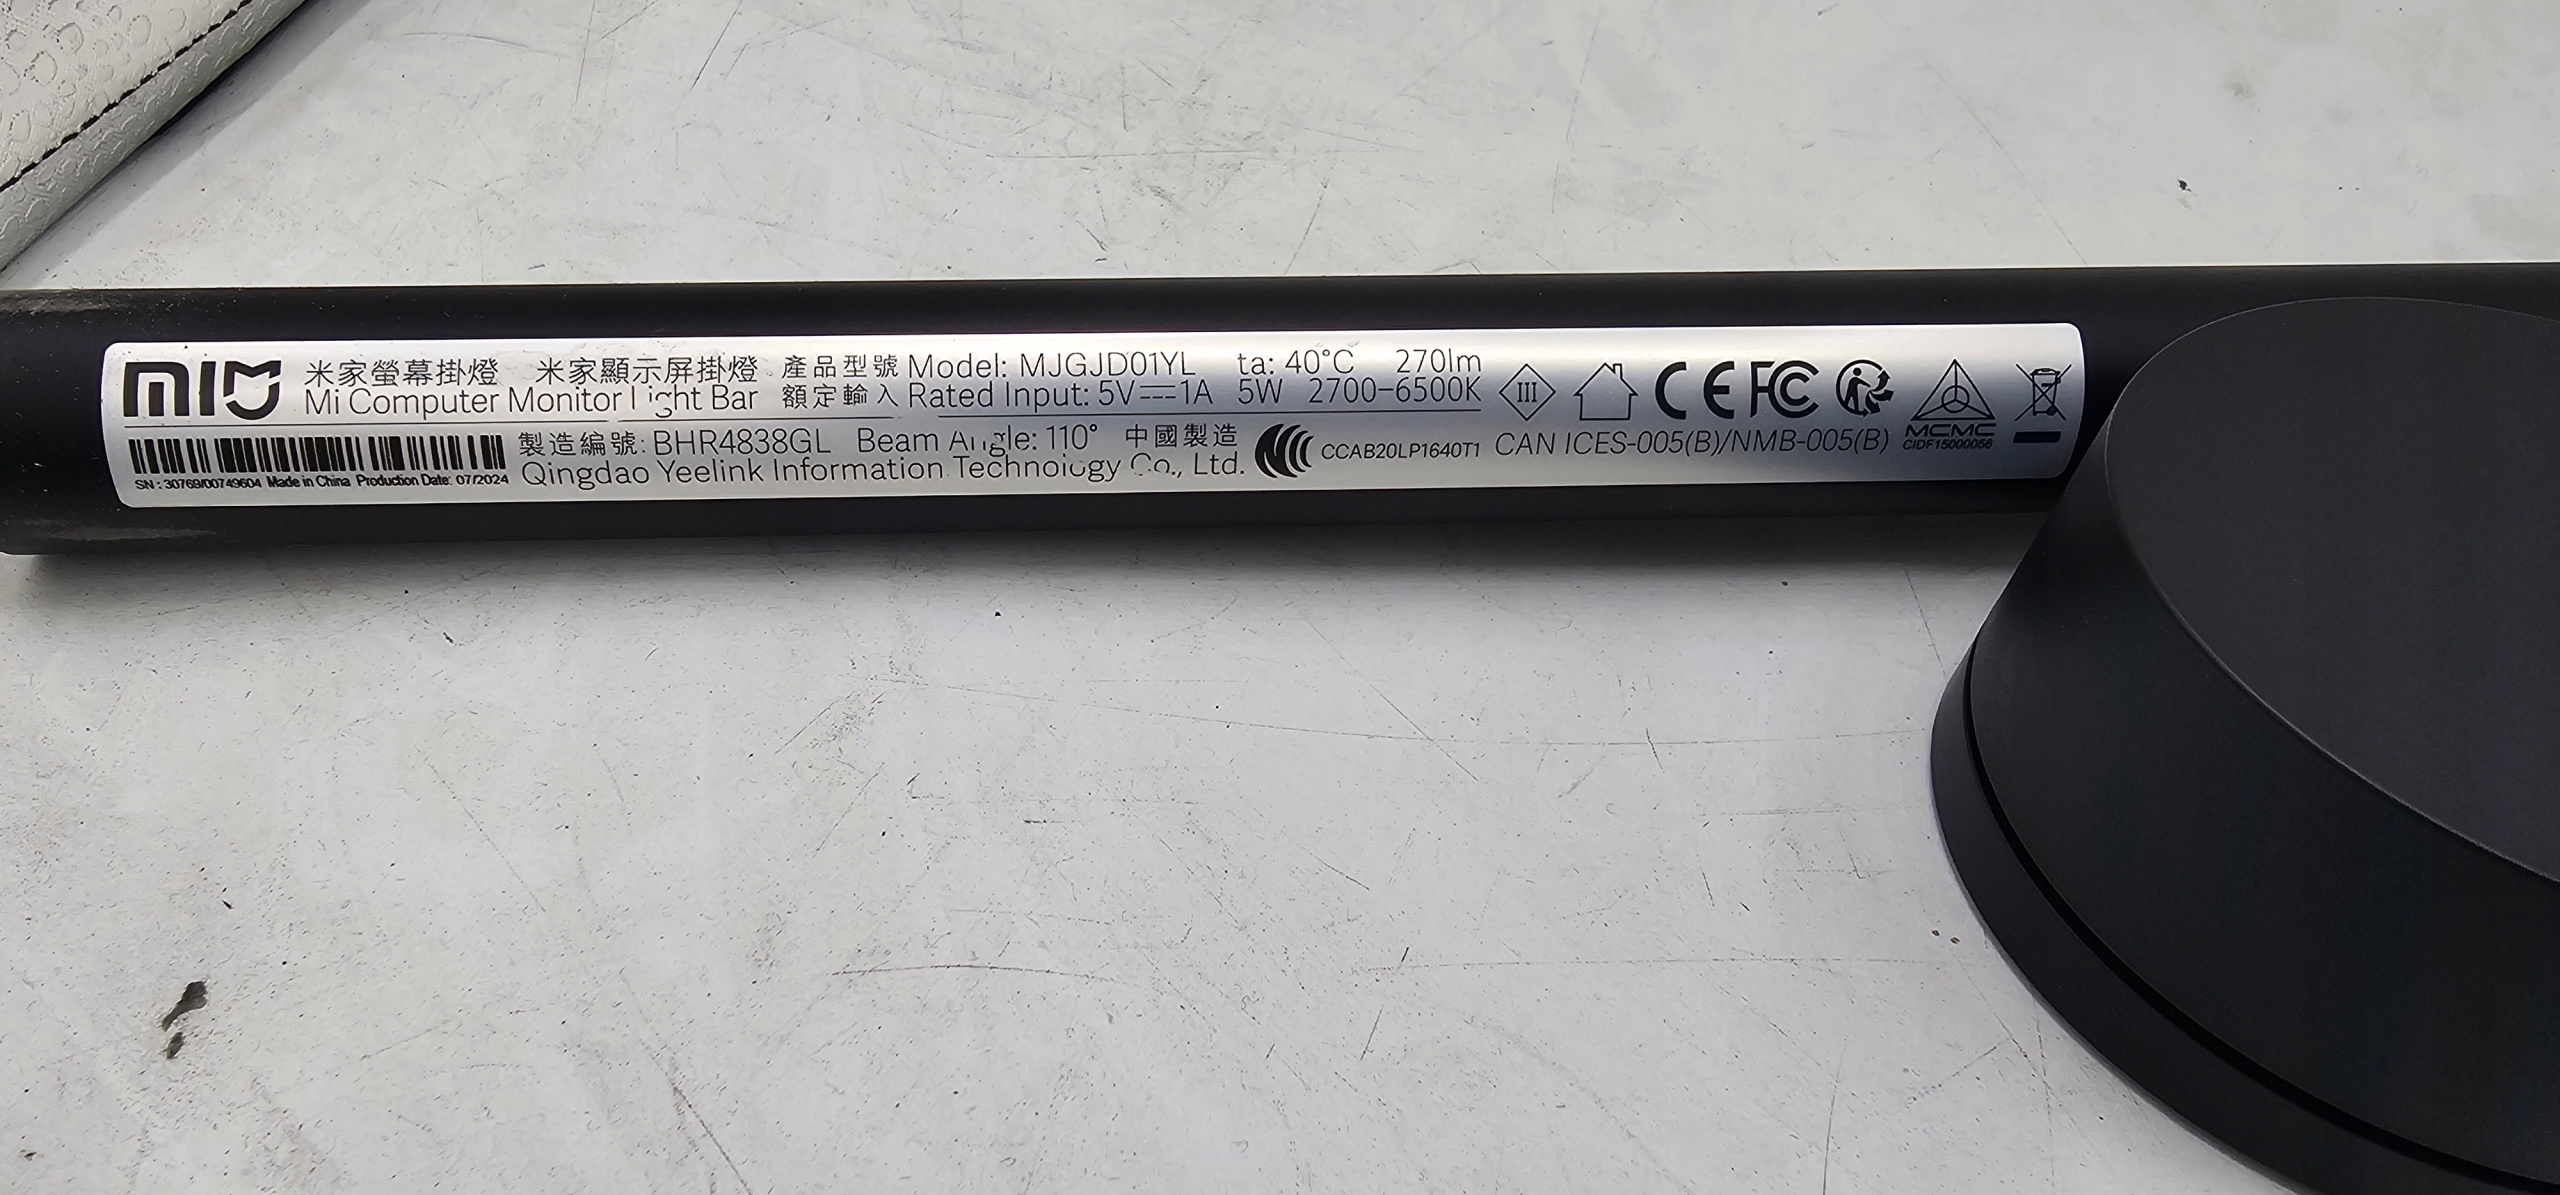 米家螢幕掛燈 米家顯示屏掛燈 產品型號 Model: MJGJD01YL ta: 40°C 270lm
Mi Computer Monitor Light Bar 額定輸入 Rated Input: 5V⎓1A 5W 2700-6500K
III CE FC
製造編號: BHR4838GL Beam Angle: 110° 中國製造
SN: 30769/00749604 Made in China Production Date: 07/2024
Qingdao Yeelink Information Technology Co., Ltd.
CCAB20LP1640T1 CAN ICES-005(B)/NMB-005(B)
MCMC
CIDF15000056